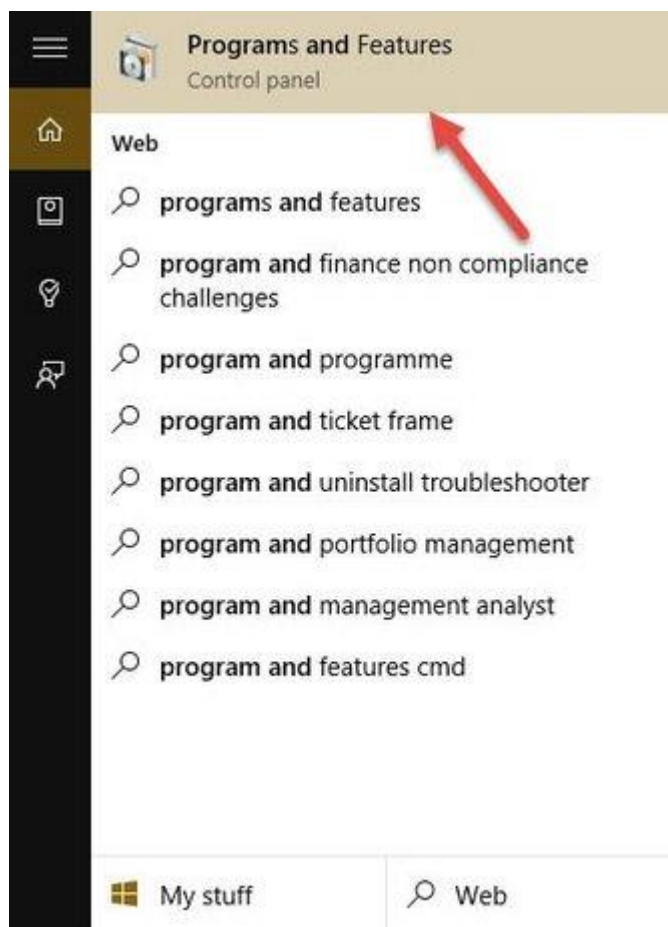 Programs and Features
Control panel
Web
programs and features
program and finance non compliance
challenges
program and programme
program and ticket frame
program and uninstall troubleshooter
program and portfolio management
program and management analyst
program and features cmd
My stuff
Web